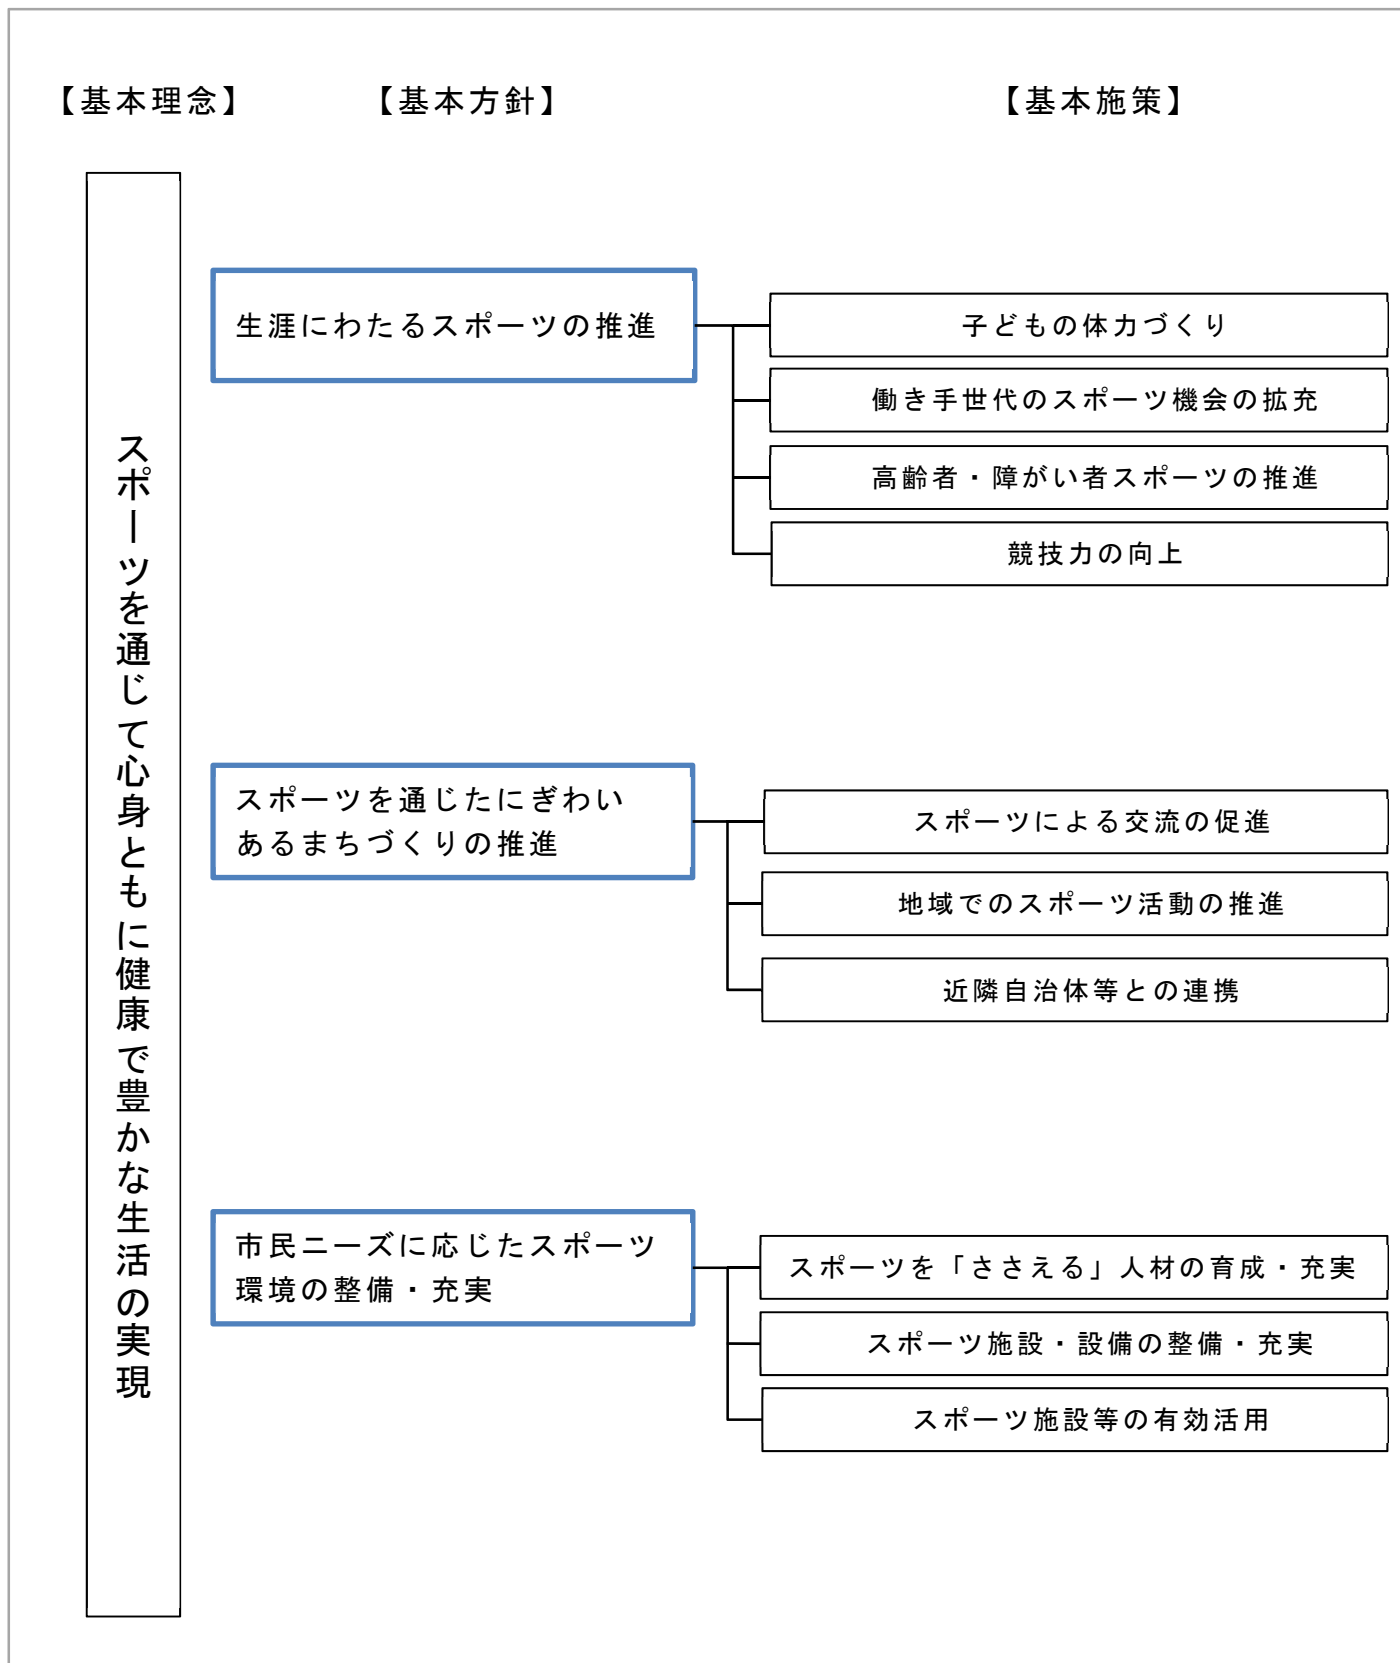 【基本理念】
【基本方針】
【基本施策】
スポーツを通じて心身ともに健康で豊かな生活の実現
生涯にわたるスポーツの推進
子どもの体力づくり
働き手世代のスポーツ機会の拡充
高齢者・障がい者スポーツの推進
競技力の向上
スポーツを通じたにぎわい
あるまちづくりの推進
スポーツによる交流の促進
地域でのスポーツ活動の推進
近隣自治体等との連携
市民ニーズに応じたスポーツ
環境の整備・充実
スポーツを「ささえる」人材の育成・充実
スポーツ施設・設備の整備・充実
スポーツ施設等の有効活用